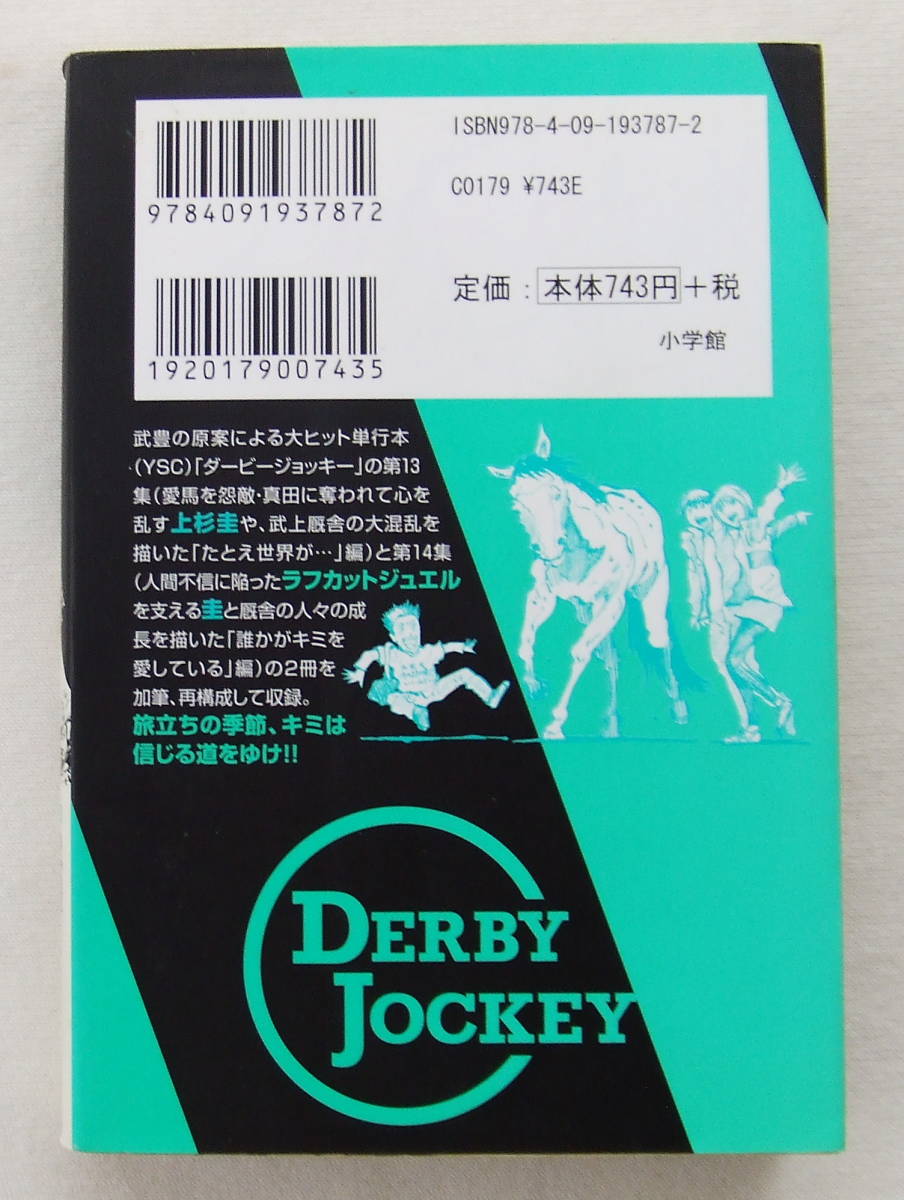 ISBN978-4-09-193787-2
9784091937872
C0179 ¥743E
定価：本体743円＋税
1920179007435
小学館
武豊の原案による大ヒット単行本
(YSC)「ダービージョッキー」の第13
集(愛馬を怨敵・真田に奪われて心を
乱す上杉圭や、武上厩舎の大混乱を
描いた「たとえ世界が…」編)と第14集
(人間不信に陥ったラフカットジュエル
を支える圭と厩舎の人々の成
長を描いた「誰かがキミを
愛している」編)の2冊を
加筆、再構成して収録。
旅立ちの季節、キミは
信じる道をゆけ!!
DERBY
JOCKEY